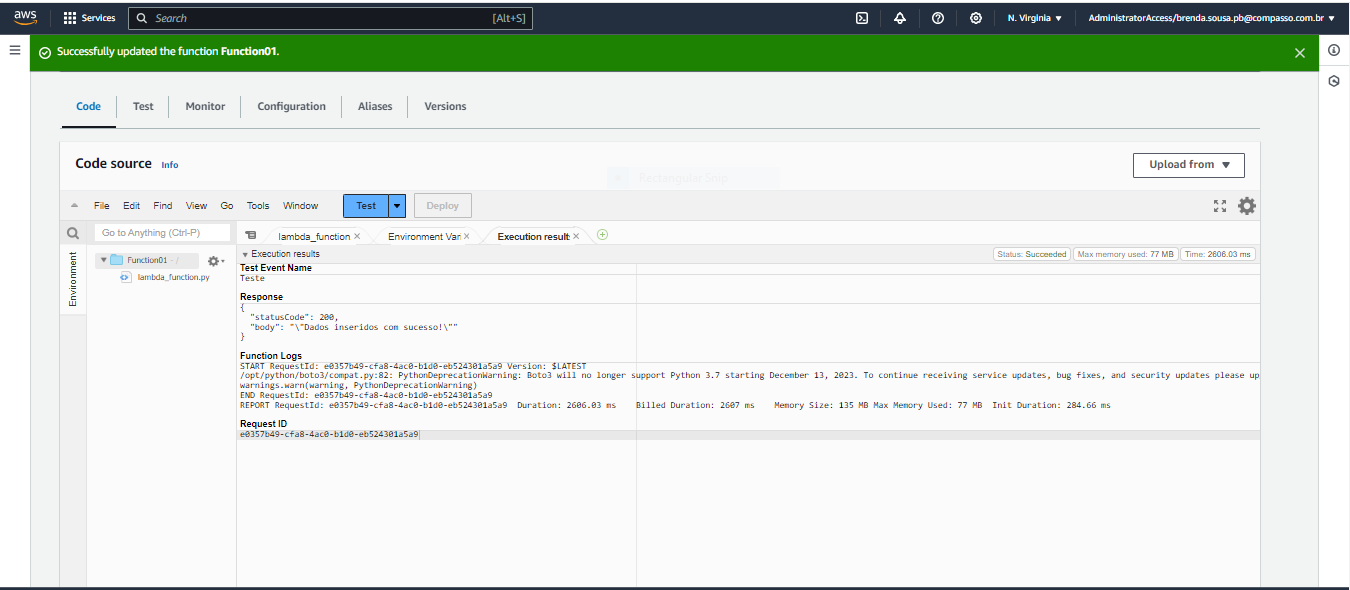 aws Services Search [Alt+S] N. Virginia AdministratorAccess/brenda.sousa.pb@compasso.com.br
Successfully updated the function Function01.
Code Test Monitor Configuration Aliases Versions
Code source Info Upload from
Rectangular Snip
File Edit Find View Go Tools Window Test Deploy
Go to Anything (Ctrl-P) lambda_function Environment Vari Execution results
Environment
Function01 - /
lambda_function.py
Execution results Status: Succeeded Max memory used: 77 MB Time: 2606.03 ms
Test Event Name
Teste
Response
{
"statusCode": 200,
"body": "\"Dados inseridos com sucesso!\""
}
Function Logs
START RequestId: e0357b49-cfa8-4ac0-b1d0-eb524301a5a9 Version: $LATEST
/opt/python/boto3/compat.py:82: PythonDeprecationWarning: Boto3 will no longer support Python 3.7 starting December 13, 2023. To continue receiving service updates, bug fixes, and security updates please up
warnings.warn(warning, PythonDeprecationWarning)
END RequestId: e0357b49-cfa8-4ac0-b1d0-eb524301a5a9
REPORT RequestId: e0357b49-cfa8-4ac0-b1d0-eb524301a5a9 Duration: 2606.03 ms Billed Duration: 2607 ms Memory Size: 135 MB Max Memory Used: 77 MB Init Duration: 284.66 ms
Request ID
e0357b49-cfa8-4ac0-b1d0-eb524301a5a9